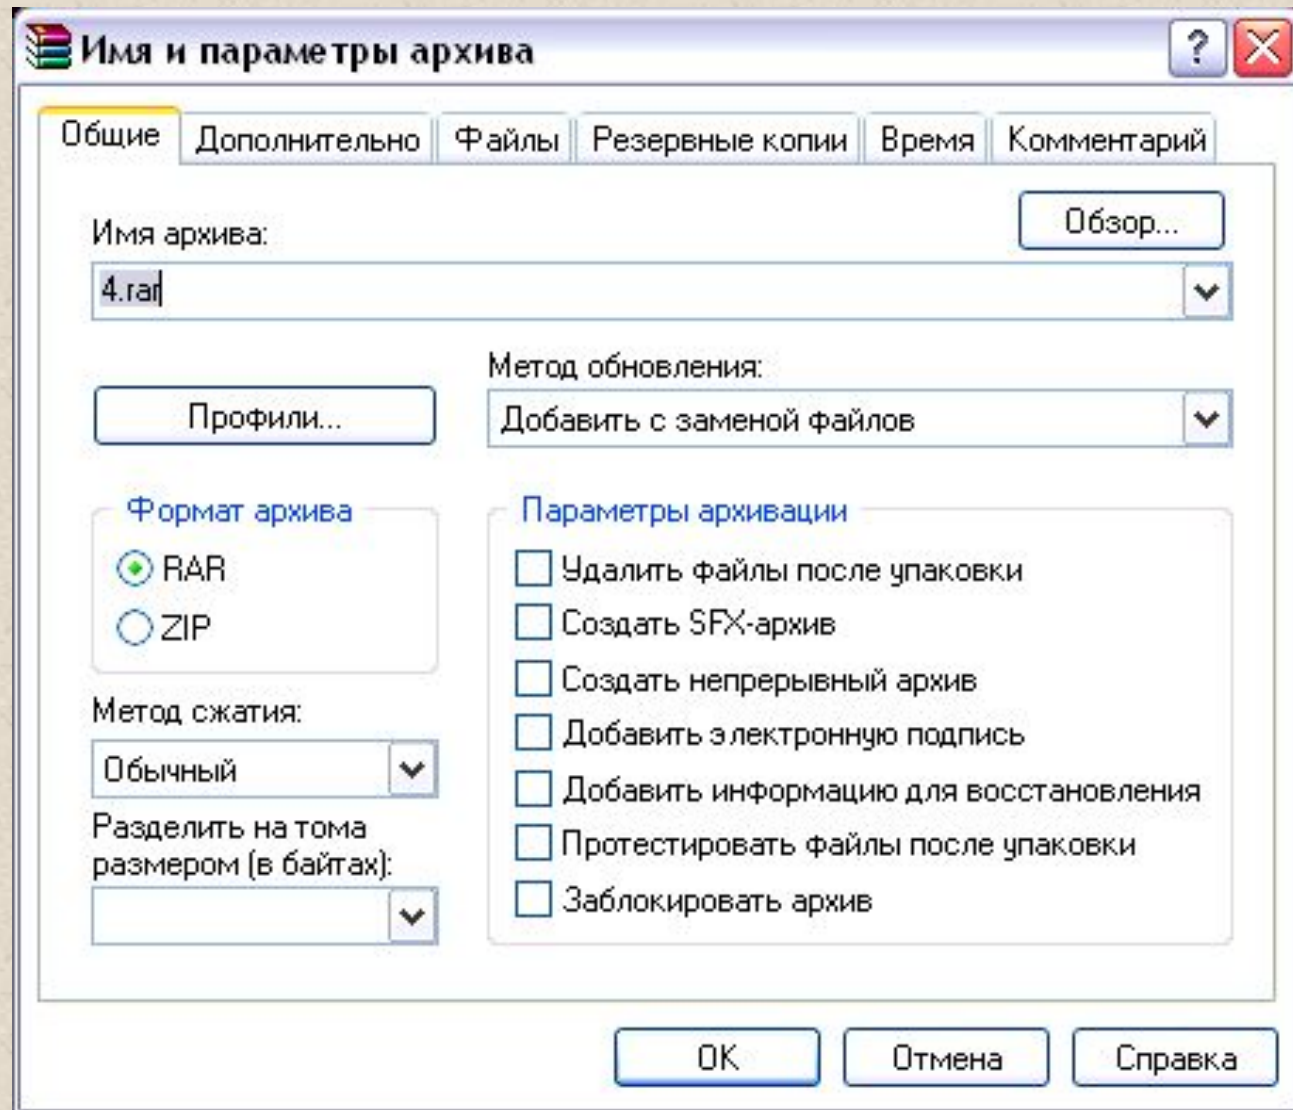 Имя и параметры архива
Общие Дополнительно Файлы Резервные копии Время Комментарий
Обзор...
Имя архива:
4.rar
Метод обновления:
Профили...
Добавить с заменой файлов
Формат архива
RAR
ZIP
Параметры архивации
Удалить файлы после упаковки
Создать SFX-архив
Создать непрерывный архив
Добавить электронную подпись
Добавить информацию для восстановления
Протестировать файлы после упаковки
Заблокировать архив
Метод сжатия:
Обычный
Разделить на тома
размером (в байтах):
OK Отмена Справка